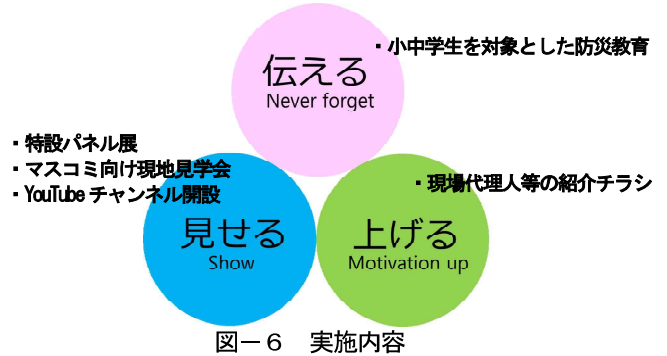 伝える
Never forget
・小中学生を対象とした防災教育
・特設パネル展
・マスコミ向け現地見学会
・YouTube チャンネル開設
見せる
Show
・現場代理人等の紹介チラシ
上げる
Motivation up
図－６　実施内容